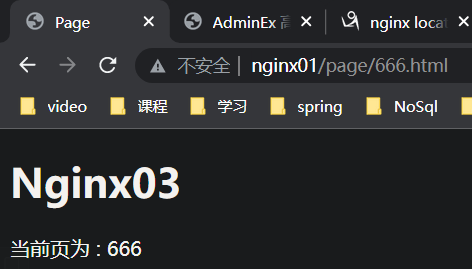 Page
AdminEx 高
nginx locat
不安全 | nginx01/page/666.html
video 课程 学习 spring NoSql
Nginx03
当前页为 : 666